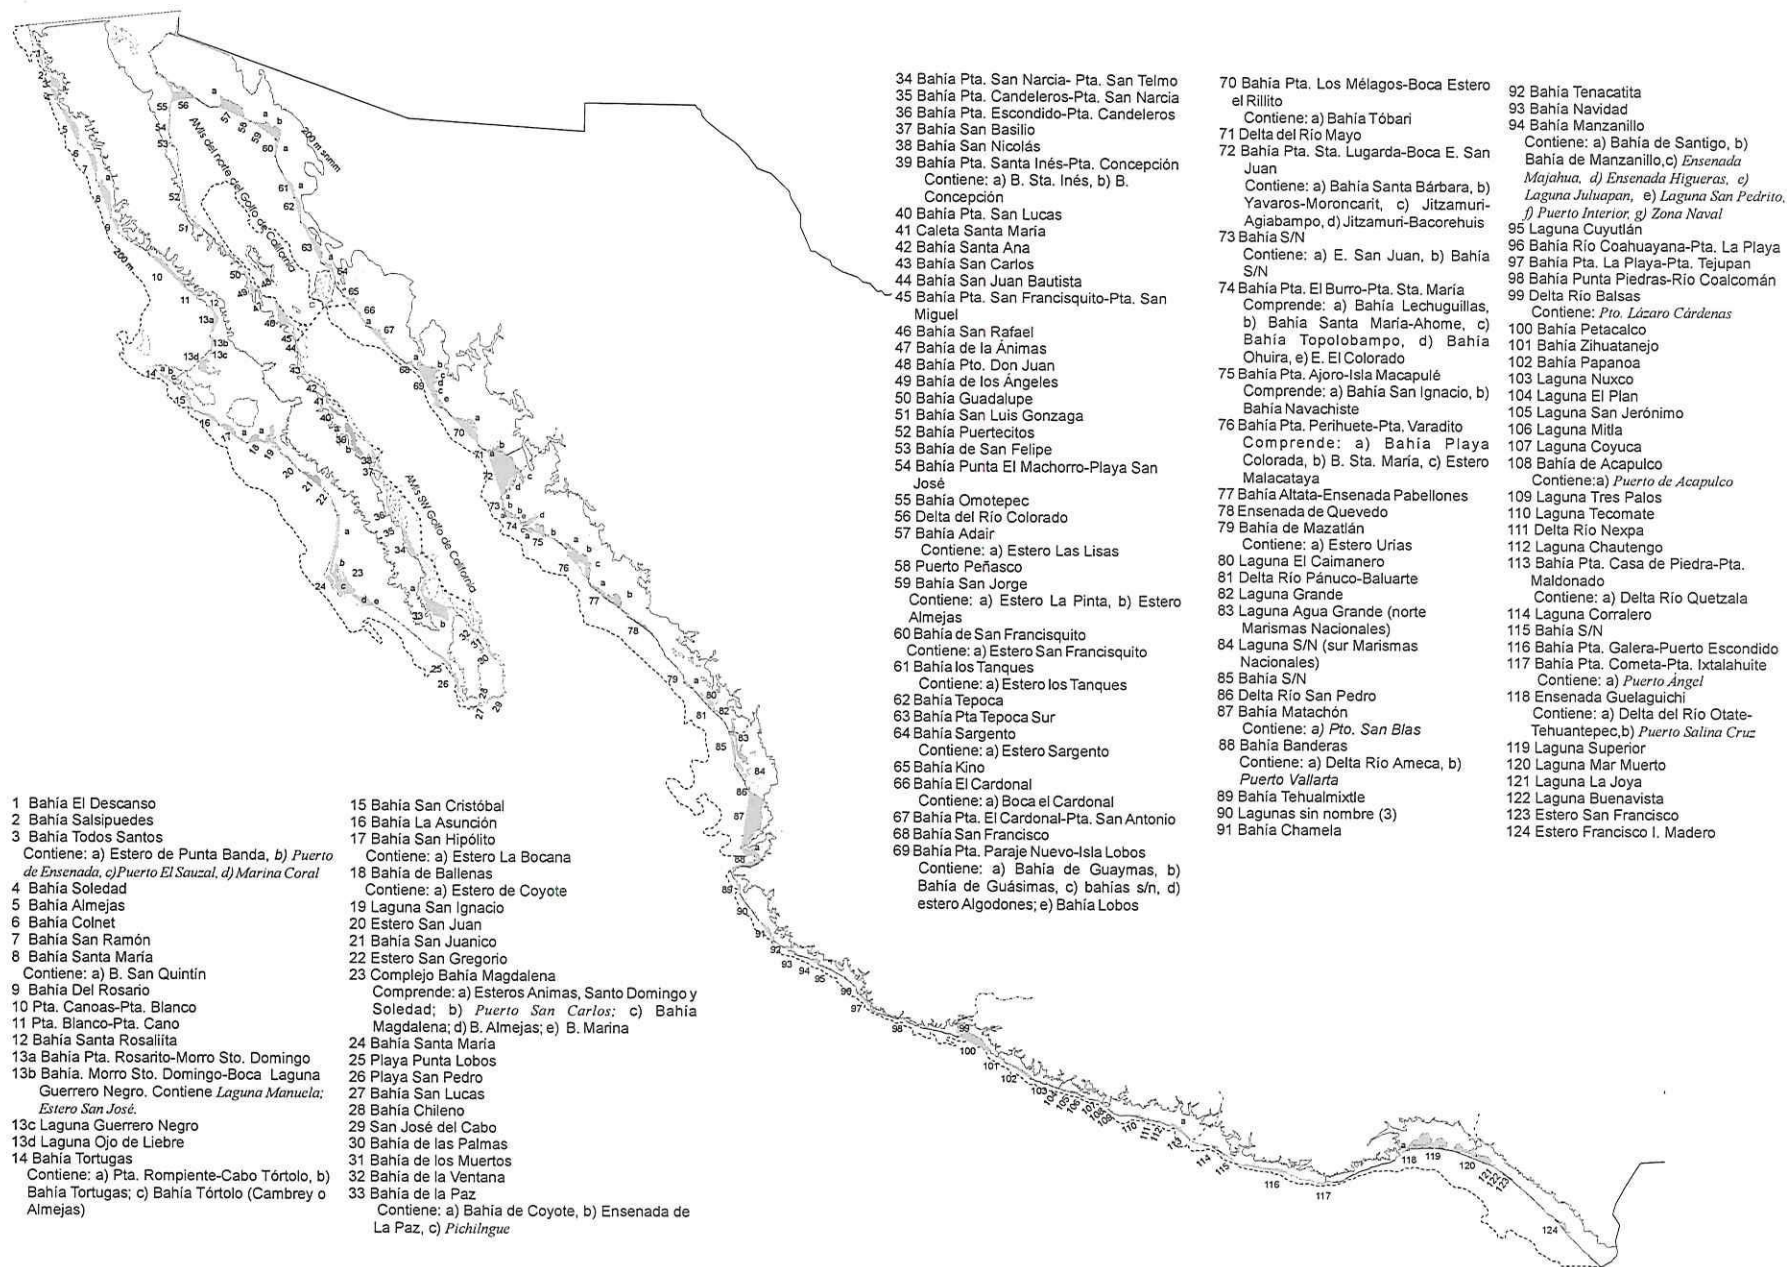 200 m snmm
AMIs del norte del Golfo de California
200 m
AMIs SW Golfo de California
1 Bahía El Descanso
2 Bahía Salsipuedes
3 Bahía Todos Santos
Contiene: a) Estero de Punta Banda, b) Puerto
de Ensenada, c)Puerto El Sauzal, d) Marina Coral
4 Bahía Soledad
5 Bahía Almejas
6 Bahía Colnet
7 Bahía San Ramón
8 Bahía Santa María
Contiene: a) B. San Quintín
9 Bahía Del Rosario
10 Pta. Canoas-Pta. Blanco
11 Pta. Blanco-Pta. Cano
12 Bahía Santa Rosaliíta
13a Bahía Pta. Rosarito-Morro Sto. Domingo
13b Bahía. Morro Sto. Domingo-Boca Laguna
Guerrero Negro. Contiene Laguna Manuela;
Estero San José.
13c Laguna Guerrero Negro
13d Laguna Ojo de Liebre
14 Bahía Tortugas
Contiene: a) Pta. Rompiente-Cabo Tórtolo, b)
Bahía Tortugas; c) Bahía Tórtolo (Cambrey o
Almejas)
15 Bahía San Cristóbal
16 Bahía La Asunción
17 Bahía San Hipólito
Contiene: a) Estero La Bocana
18 Bahía de Ballenas
Contiene: a) Estero de Coyote
19 Laguna San Ignacio
20 Estero San Juan
21 Bahía San Juanico
22 Estero San Gregorio
23 Complejo Bahía Magdalena
Comprende: a) Esteros Animas, Santo Domingo y
Soledad; b) Puerto San Carlos; c) Bahía
Magdalena; d) B. Almejas; e) B. Marina
24 Bahía Santa María
25 Playa Punta Lobos
26 Playa San Pedro
27 Bahía San Lucas
28 Bahía Chileno
29 San José del Cabo
30 Bahía de las Palmas
31 Bahía de los Muertos
32 Bahía de la Ventana
33 Bahía de la Paz
Contiene: a) Bahía de Coyote, b) Ensenada de
La Paz, c) Pichilngue
34 Bahía Pta. San Narcia- Pta. San Telmo
35 Bahía Pta. Candeleros-Pta. San Narcia
36 Bahía Pta. Escondido-Pta. Candeleros
37 Bahía San Basilio
38 Bahía San Nicolás
39 Bahía Pta. Santa Inés-Pta. Concepción
Contiene: a) B. Sta. Inés, b) B.
Concepción
40 Bahía Pta. San Lucas
41 Caleta Santa María
42 Bahía Santa Ana
43 Bahía San Carlos
44 Bahía San Juan Bautista
45 Bahía Pta. San Francisquito-Pta. San
Miguel
46 Bahía San Rafael
47 Bahía de la Ánimas
48 Bahía Pto. Don Juan
49 Bahía de los Ángeles
50 Bahía Guadalupe
51 Bahía San Luis Gonzaga
52 Bahía Puertecitos
53 Bahía de San Felipe
54 Bahía Punta El Machorro-Playa San
José
55 Bahía Omotepec
56 Delta del Río Colorado
57 Bahía Adair
Contiene: a) Estero Las Lisas
58 Puerto Peñasco
59 Bahía San Jorge
Contiene: a) Estero La Pinta, b) Estero
Almejas
60 Bahía de San Francisquito
Contiene: a) Estero San Francisquito
61 Bahía los Tanques
Contiene: a) Estero los Tanques
62 Bahía Tepoca
63 Bahía Pta Tepoca Sur
64 Bahía Sargento
Contiene: a) Estero Sargento
65 Bahía Kino
66 Bahía El Cardonal
Contiene: a) Boca el Cardonal
67 Bahía Pta. El Cardonal-Pta. San Antonio
68 Bahía San Francisco
69 Bahía Pta. Paraje Nuevo-Isla Lobos
Contiene: a) Bahía de Guaymas, b)
Bahía de Guásimas, c) bahías s/n, d)
estero Algodones; e) Bahía Lobos
70 Bahía Pta. Los Mélagos-Boca Estero
el Rillito
Contiene: a) Bahía Tóbari
71 Delta del Río Mayo
72 Bahía Pta. Sta. Lugarda-Boca E. San
Juan
Contiene: a) Bahía Santa Bárbara, b)
Yavaros-Moroncarit, c) Jitzamuri-
Agiabampo, d) Jitzamuri-Bacorehuis
73 Bahía S/N
Contiene: a) E. San Juan, b) Bahía
S/N
74 Bahía Pta. El Burro-Pta. Sta. María
Comprende: a) Bahía Lechuguillas,
b) Bahía Santa María-Ahome, c)
Bahía Topolobampo, d) Bahía
Ohuira, e) E. El Colorado
75 Bahía Pta. Ajoro-Isla Macapulé
Comprende: a) Bahía San Ignacio, b)
Bahía Navachiste
76 Bahía Pta. Perihuete-Pta. Varadito
Comprende: a) Bahía Playa
Colorada, b) B. Sta. María, c) Estero
Malacataya
77 Bahía Altata-Ensenada Pabellones
78 Ensenada de Quevedo
79 Bahía de Mazatlán
Contiene: a) Estero Urías
80 Laguna El Caimanero
81 Delta Río Pánuco-Baluarte
82 Laguna Grande
83 Laguna Agua Grande (norte
Marismas Nacionales)
84 Laguna S/N (sur Marismas
Nacionales)
85 Bahía S/N
86 Delta Río San Pedro
87 Bahía Matachón
Contiene: a) Pto. San Blas
88 Bahía Banderas
Contiene: a) Delta Río Ameca, b)
Puerto Vallarta
89 Bahía Tehualmixtle
90 Lagunas sin nombre (3)
91 Bahía Chamela
92 Bahía Tenacatita
93 Bahía Navidad
94 Bahía Manzanillo
Contiene: a) Bahía de Santigo, b)
Bahía de Manzanillo,c) Ensenada
Majahua, d) Ensenada Higueras, e)
Laguna Juluapan, e) Laguna San Pedrito,
f) Puerto Interior, g) Zona Naval
95 Laguna Cuyutlán
96 Bahía Río Coahuayana-Pta. La Playa
97 Bahía Pta. La Playa-Pta. Tejupan
98 Bahía Punta Piedras-Río Coalcomán
99 Delta Río Balsas
Contiene: Pto. Lázaro Cárdenas
100 Bahía Petacalco
101 Bahía Zihuatanejo
102 Bahía Papanoa
103 Laguna Nuxco
104 Laguna El Plan
105 Laguna San Jerónimo
106 Laguna Mitla
107 Laguna Coyuca
108 Bahía de Acapulco
Contiene:a) Puerto de Acapulco
109 Laguna Tres Palos
110 Laguna Tecomate
111 Delta Río Nexpa
112 Laguna Chautengo
113 Bahía Pta. Casa de Piedra-Pta.
Maldonado
Contiene: a) Delta Río Quetzala
114 Laguna Corralero
115 Bahía S/N
116 Bahía Pta. Galera-Puerto Escondido
117 Bahía Pta. Cometa-Pta. Ixtalahuite
Contiene: a) Puerto Ángel
118 Ensenada Guelaguichi
Contiene: a) Delta del Río Otate-
Tehuantepec,b) Puerto Salina Cruz
119 Laguna Superior
120 Laguna Mar Muerto
121 Laguna La Joya
122 Laguna Buenavista
123 Estero San Francisco
124 Estero Francisco I. Madero